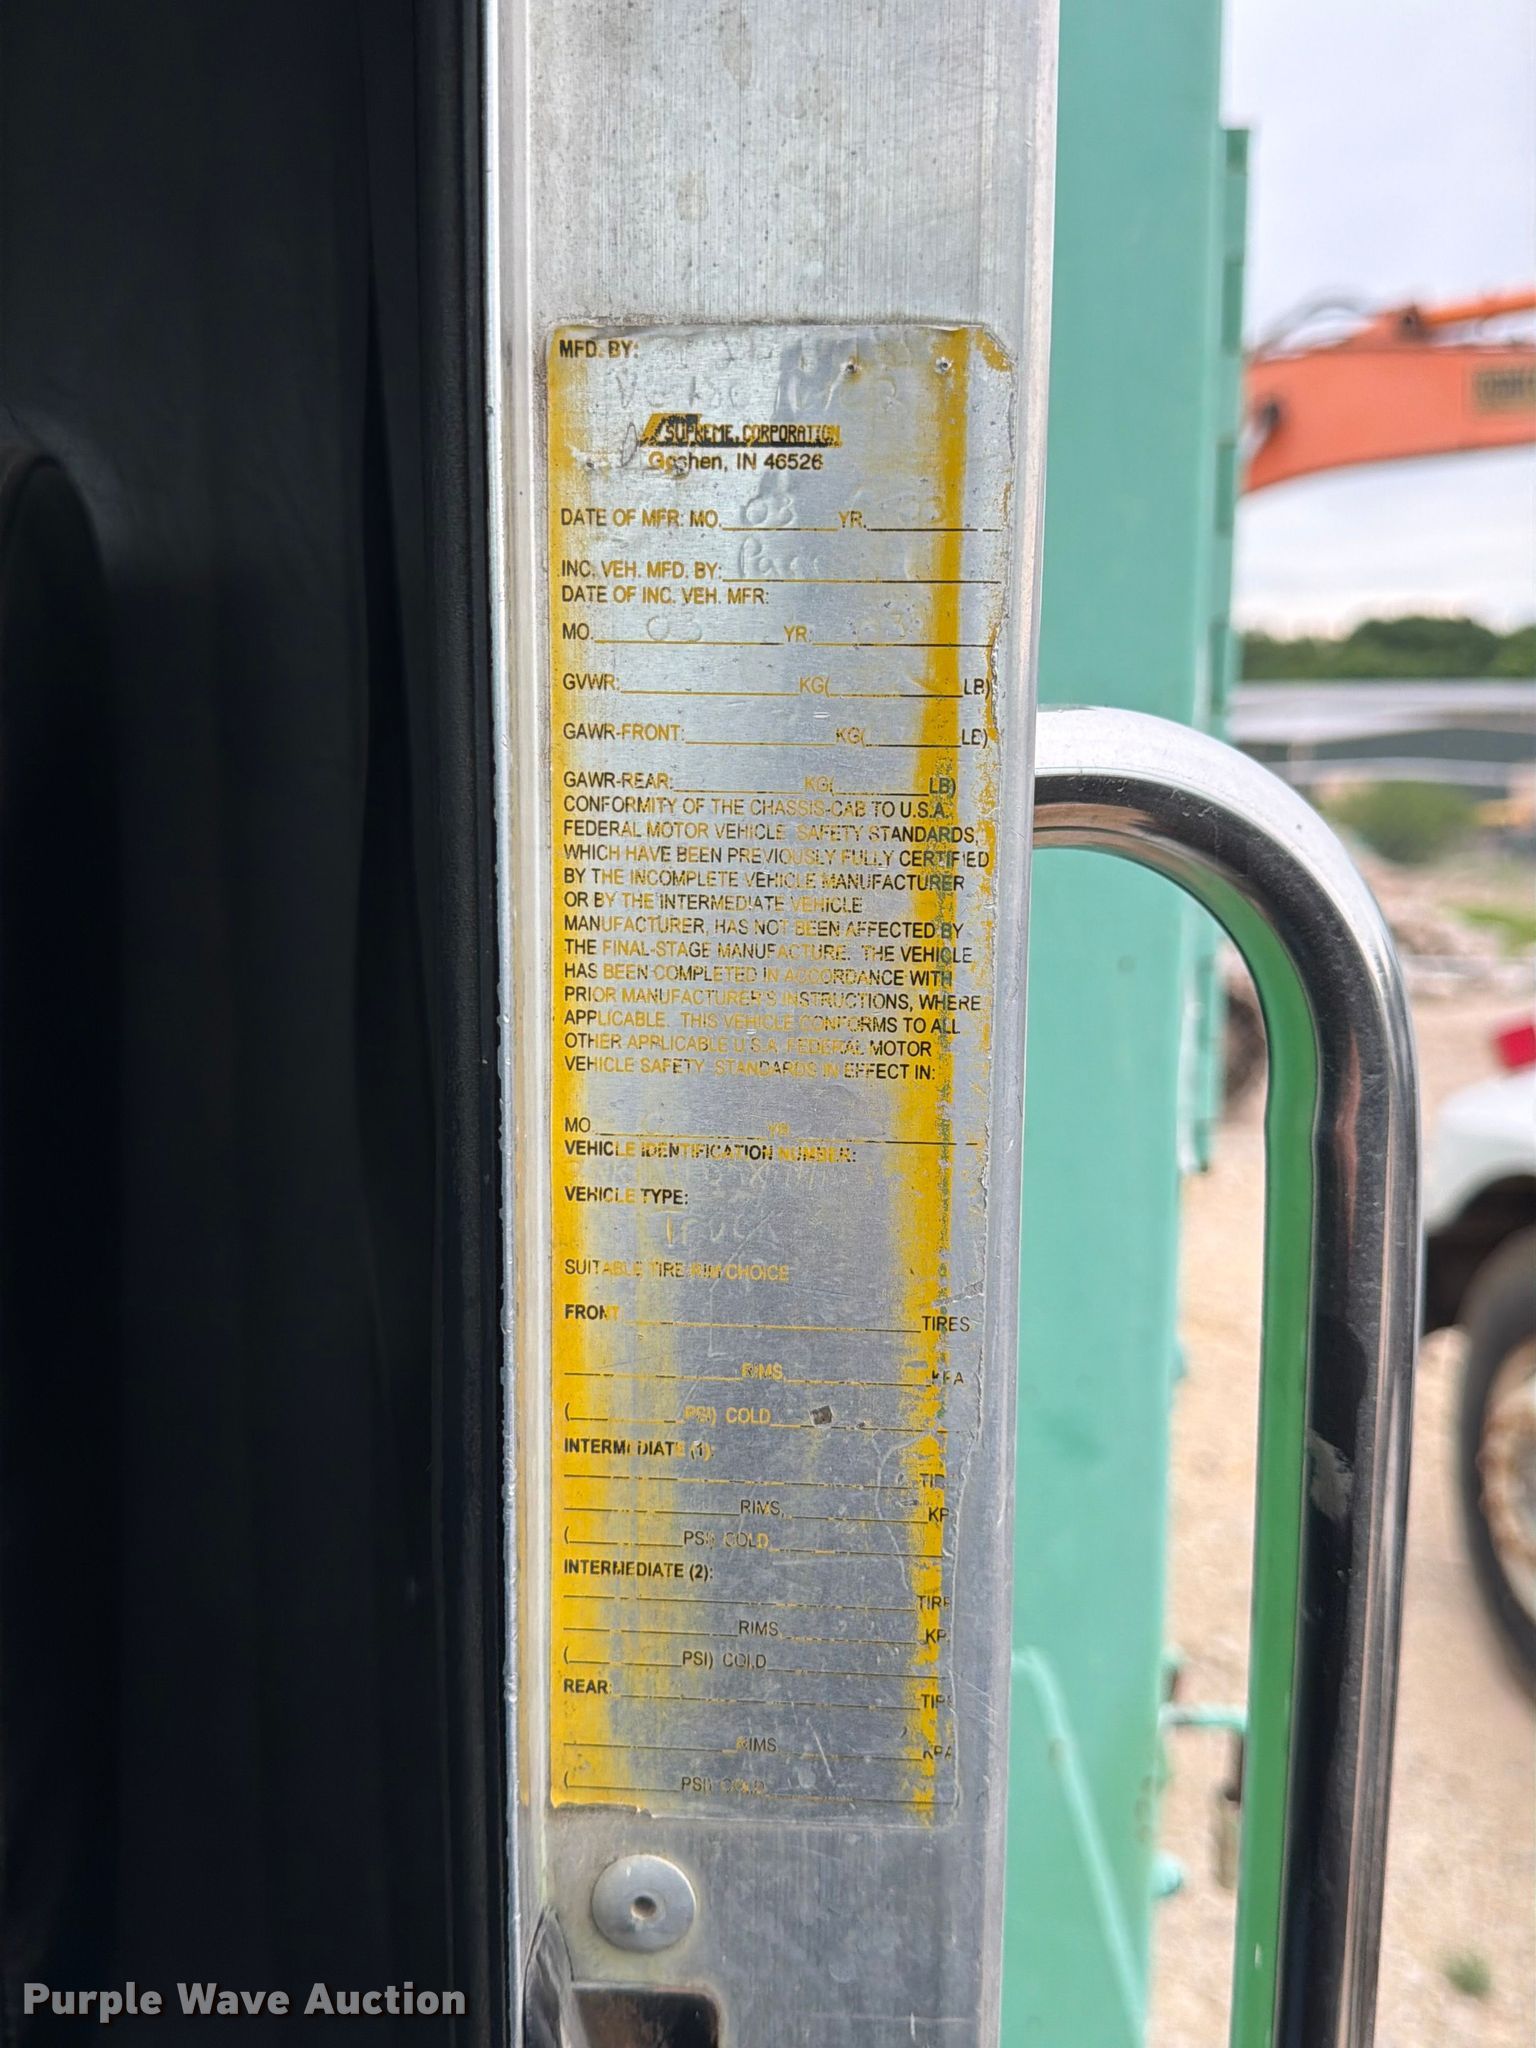 MFD. BY:
SUPREME CORPORATION
Goshen, IN 46526
DATE OF MFR: MO. 03 YR.
INC. VEH. MFD. BY:
DATE OF INC. VEH. MFR:
MO. 03 YR.
GVWR: KG( LB)
GAWR-FRONT: KG( LB)
GAWR-REAR: KG( LB)
CONFORMITY OF THE CHASSIS-CAB TO U.S.A.
FEDERAL MOTOR VEHICLE SAFETY STANDARDS,
WHICH HAVE BEEN PREVIOUSLY FULLY CERTIFIED
BY THE INCOMPLETE VEHICLE MANUFACTURER
OR BY THE INTERMEDIATE VEHICLE
MANUFACTURER, HAS NOT BEEN AFFECTED BY
THE FINAL-STAGE MANUFACTURE. THE VEHICLE
HAS BEEN COMPLETED IN ACCORDANCE WITH
PRIOR MANUFACTURER'S INSTRUCTIONS, WHERE
APPLICABLE. THIS VEHICLE CONFORMS TO ALL
OTHER APPLICABLE U.S.A. FEDERAL MOTOR
VEHICLE SAFETY STANDARDS IN EFFECT IN:
MO. YR.
VEHICLE IDENTIFICATION NUMBER:
VEHICLE TYPE:
TRUCK
SUITABLE TIRE-RIM CHOICE
FRONT TIRES
RIMS, KPA
( PSI) COLD
INTERMEDIATE (1):
RIMS,
( PSI) COLD
INTERMEDIATE (2):
RIMS
( PSI) COLD
REAR:
RIMS KPA
( PSI) COLD
Purple Wave Auction